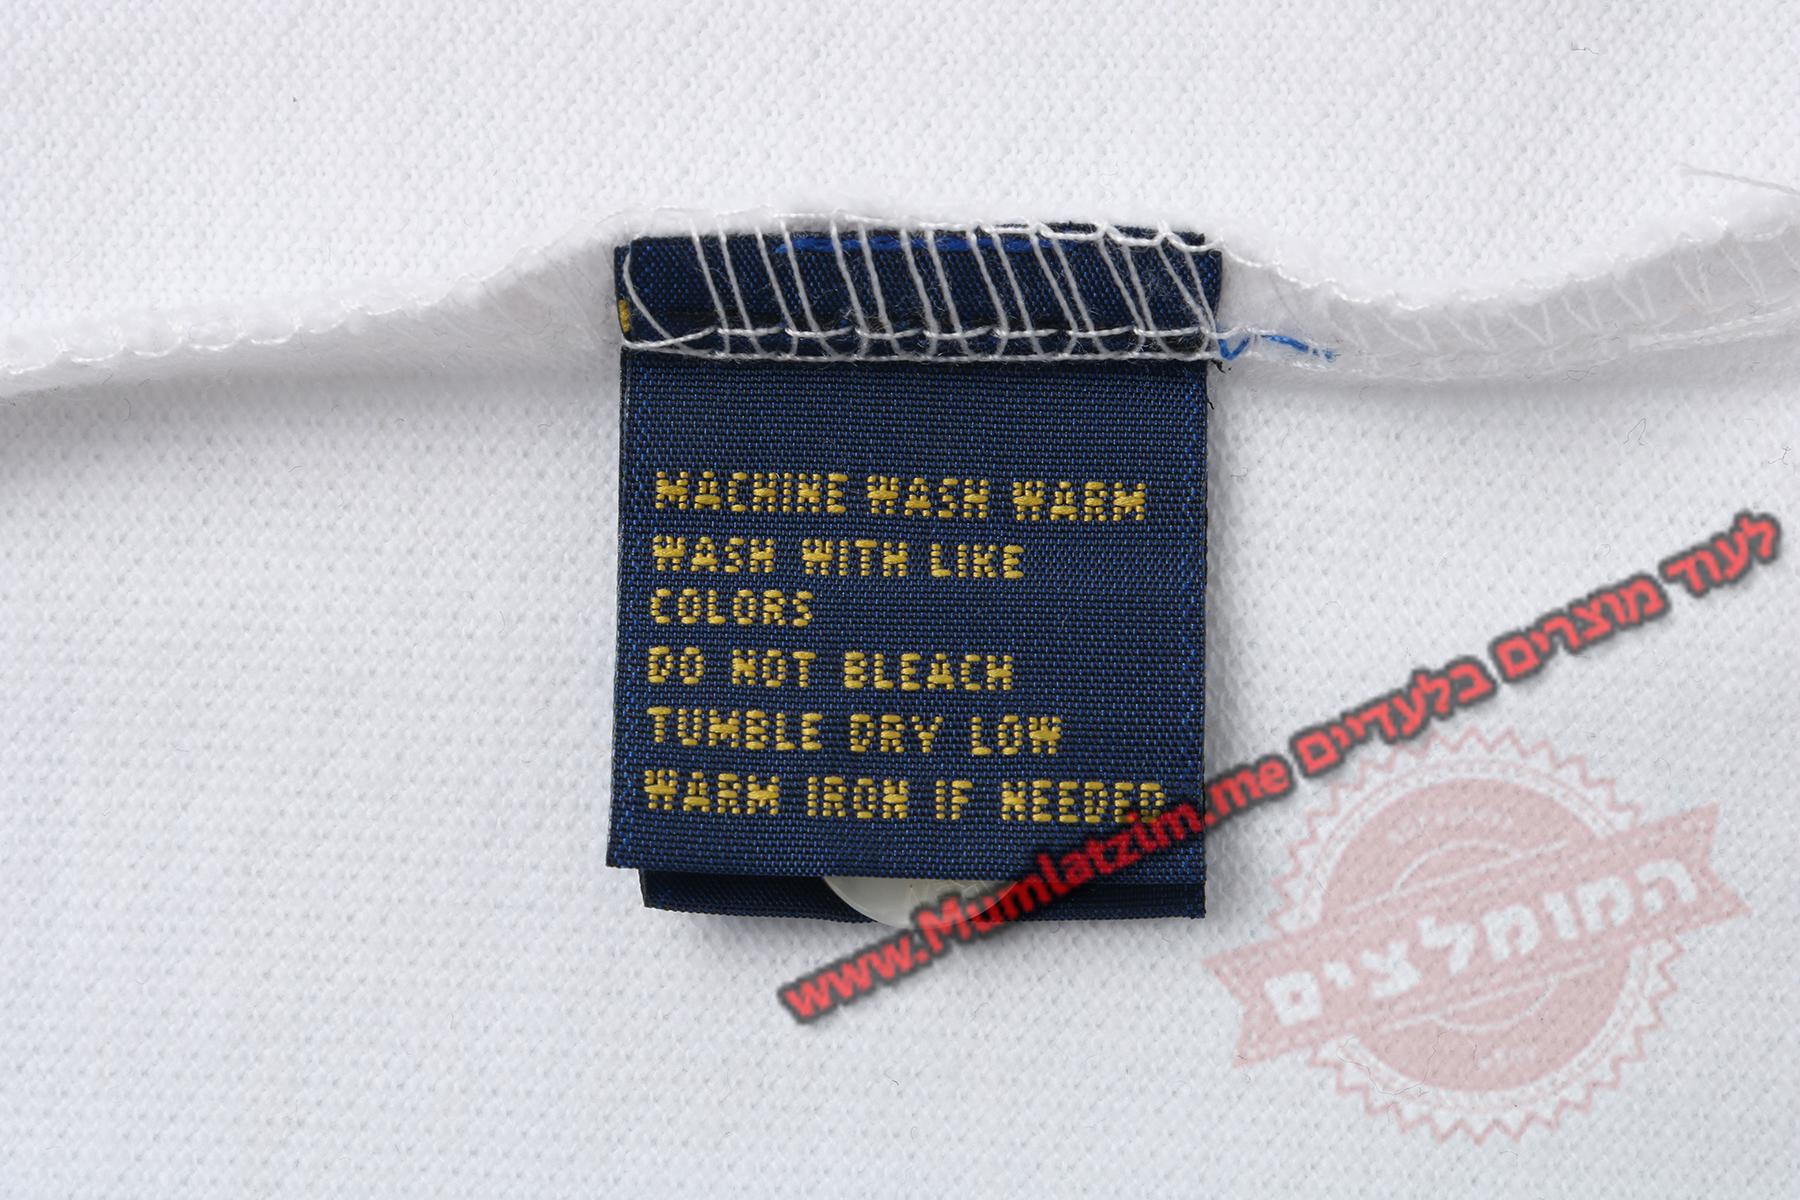 MACHINE WASH WARM
WASH WITH LIKE
COLORS
DO NOT BLEACH
TUMBLE DRY LOW
WARM IRON IF NEEDED
לעוד מוצרים בלעדיים www.Mumlatzim.me
המומלצים